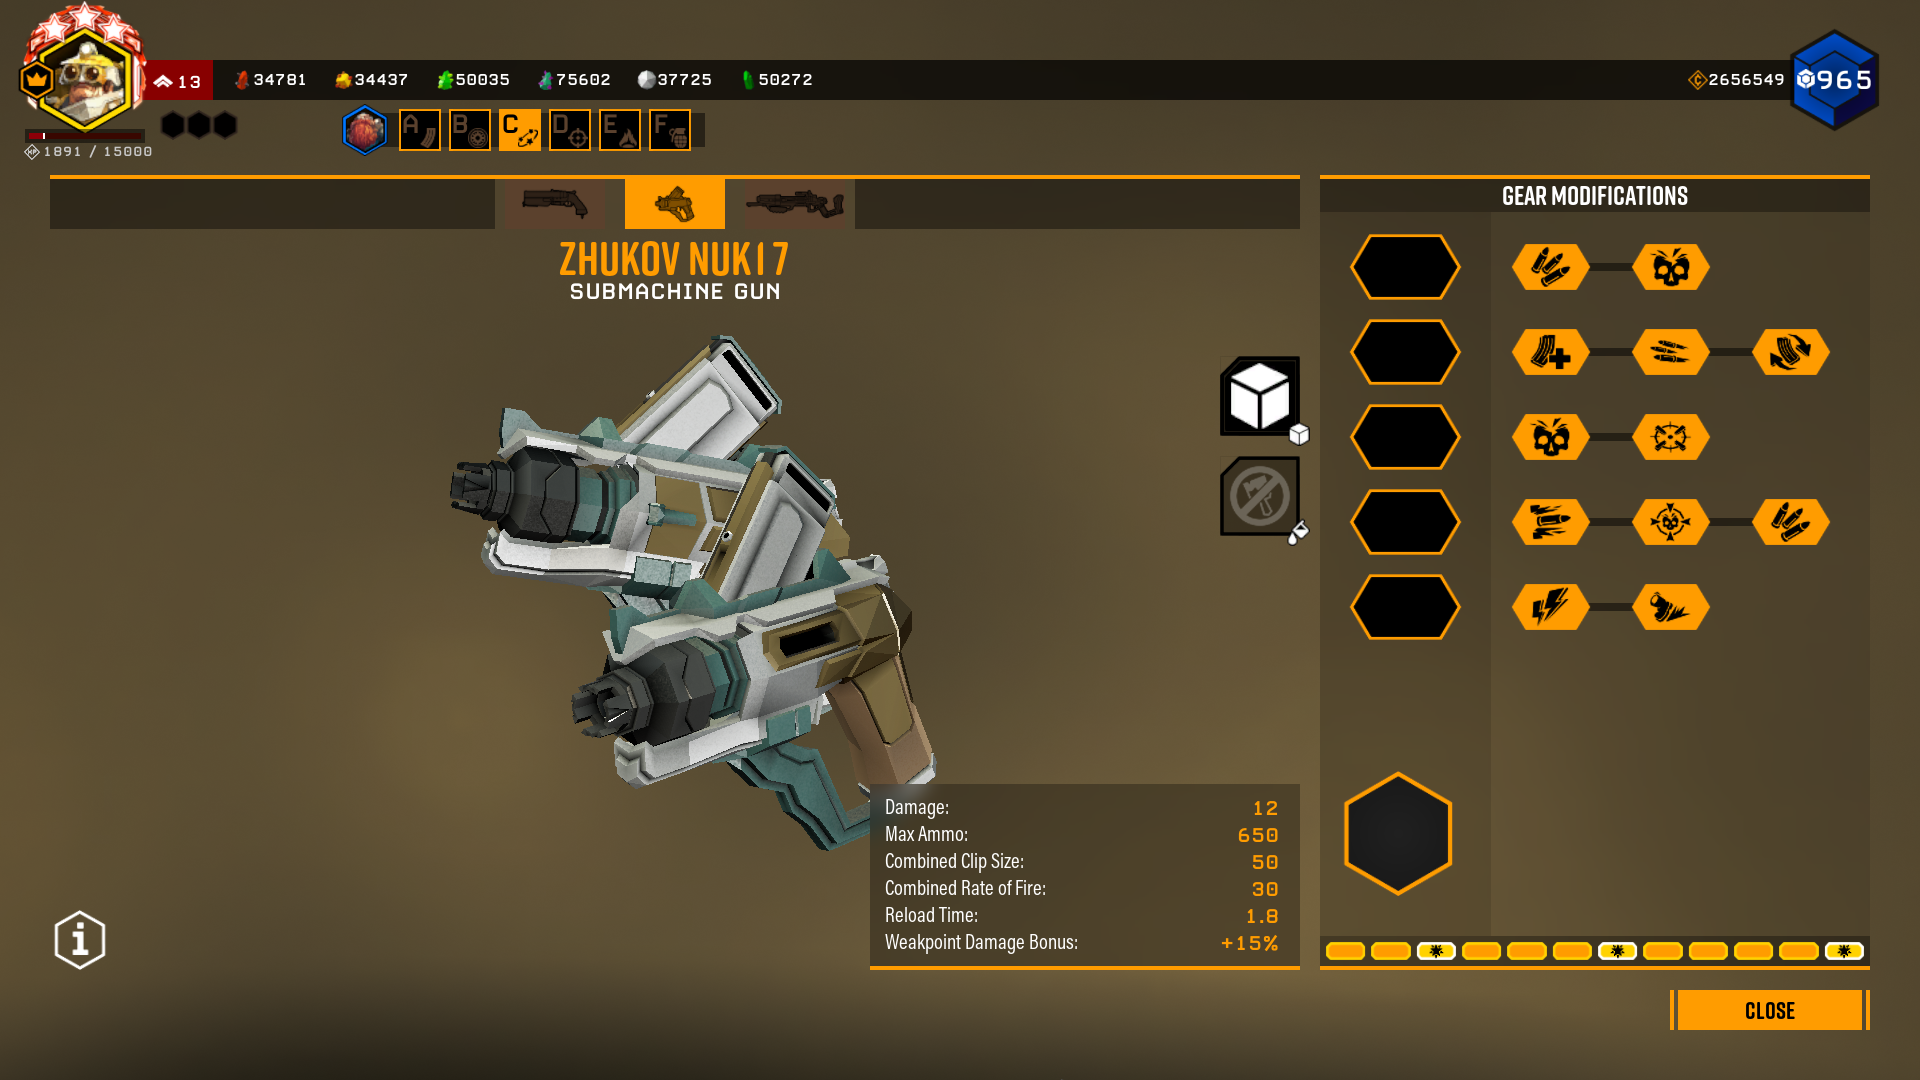 13
34781 34437 50035 75602 37725 50272
2656549
965
1891 / 15000
A B C D E F
GEAR MODIFICATIONS
ZHUKOV NUK17
SUBMACHINE GUN
Damage: 12
Max Ammo: 650
Combined Clip Size: 50
Combined Rate of Fire: 30
Reload Time: 1.8
Weakpoint Damage Bonus: +15%
CLOSE